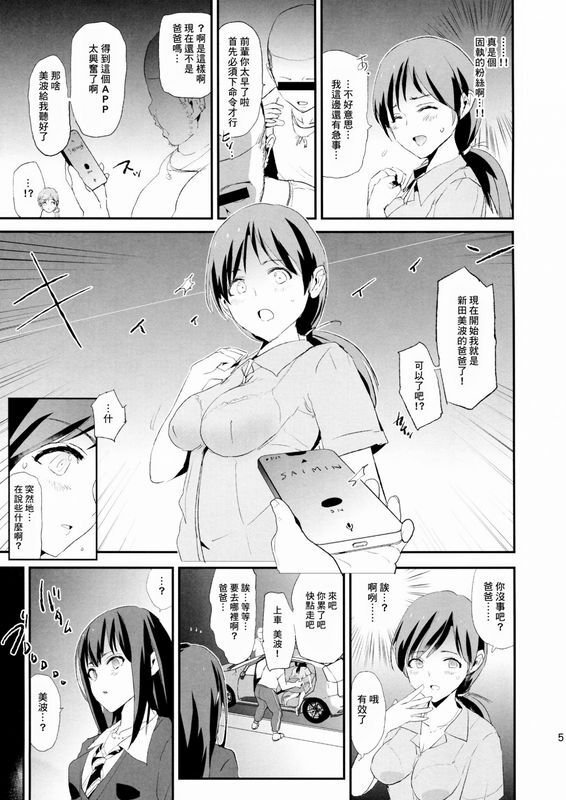 …!!
真是個
固執的粉絲
啊…!!
…不好意思…
我這邊還有急事…
前輩你太早了啦
首先必須下命令才行
？啊是這樣啊
現在還不是
爸爸嗎…
得到這個APP
太興奮了啊
那啥
美波給我聽好了
…!?
現在開始我就是
新田美波的爸爸了！
可以了吧!?
SAIMIN
…什
突然地…
在說些什麼啊？
你沒事吧？
爸爸…
誒…？
啊咧…？
哦
有效了
來吧
你累了吧
快點走吧
上車 美波！
誒…等等…
要去哪裡啊？
爸爸…
…？
美波…？
5